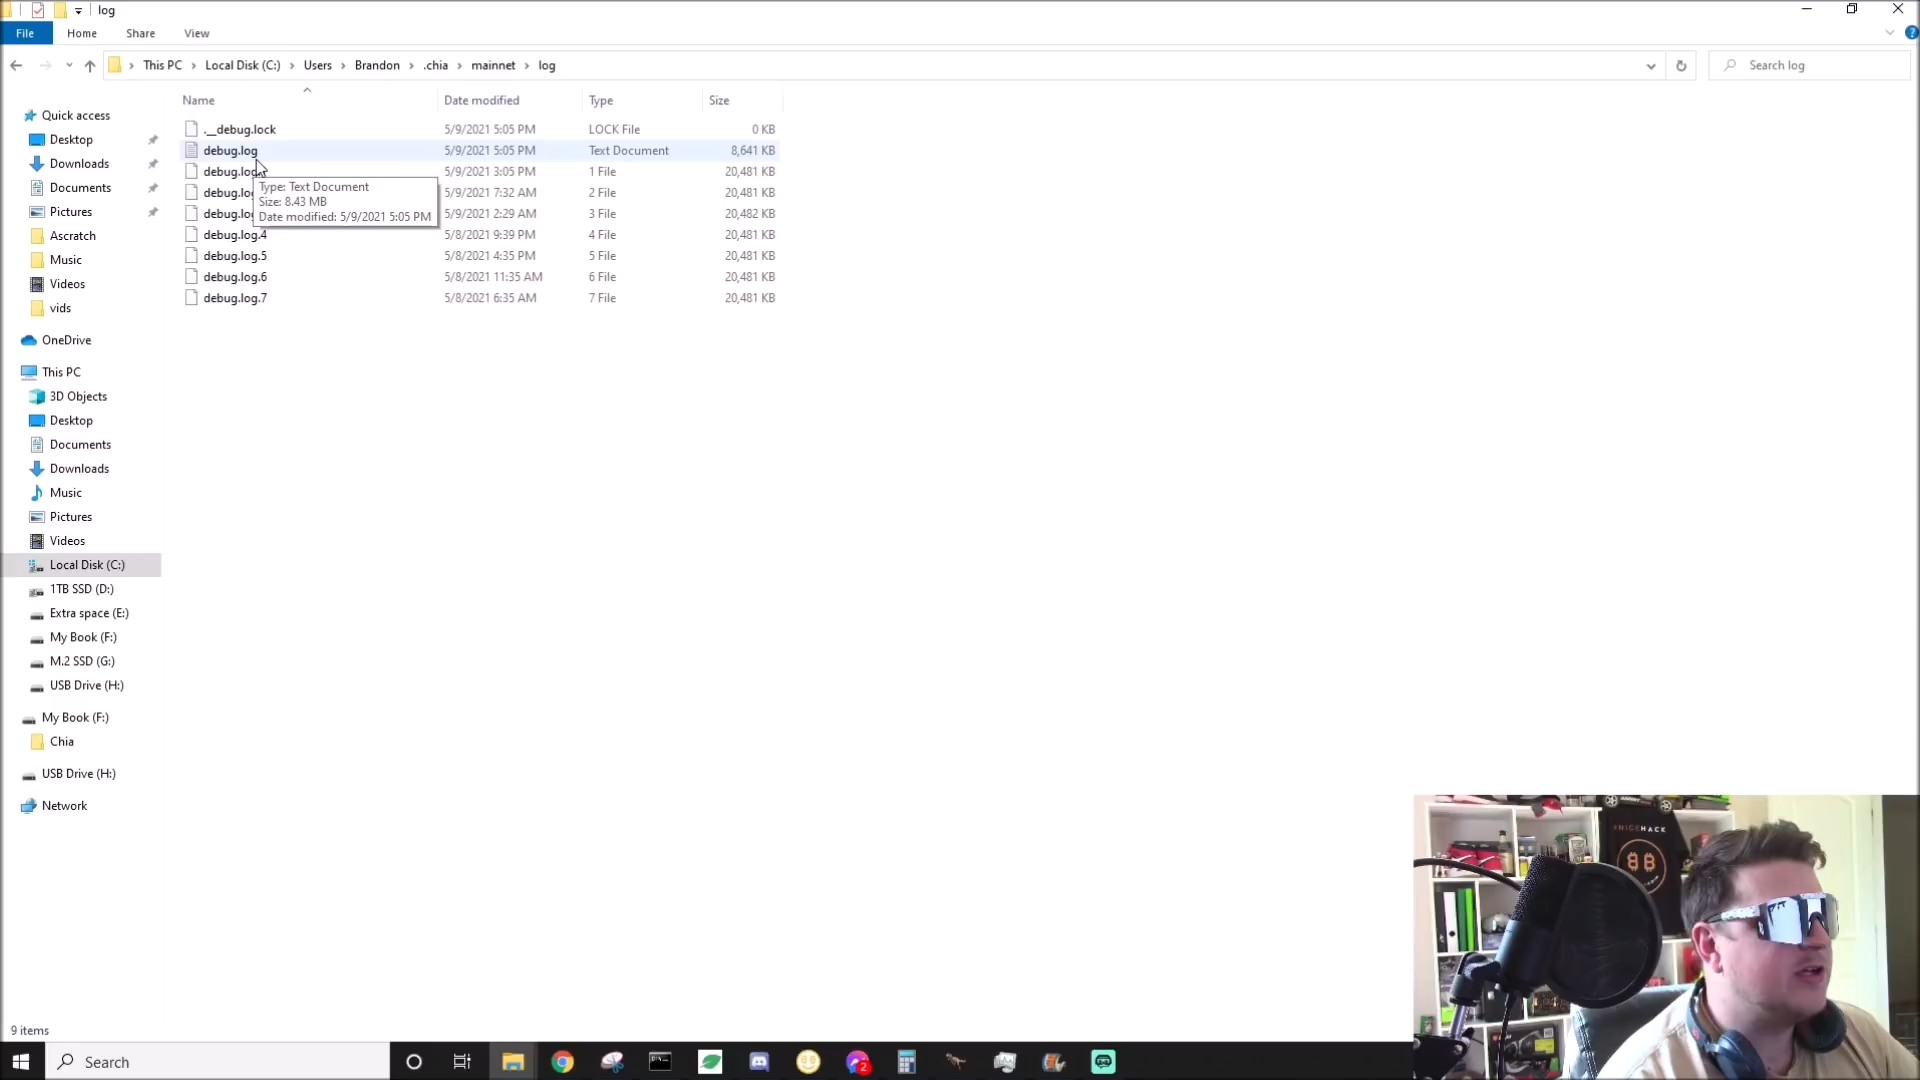 log
File Home Share View
This PC Local Disk (C:) Users Brandon .chia mainnet log Search log
Name Date modified Type Size
.__debug.lock 5/9/2021 5:05 PM LOCK File 0 KB
debug.log 5/9/2021 5:05 PM Text Document 8,641 KB
debug.log 5/9/2021 3:05 PM 1 File 20,481 KB
debug.log 5/9/2021 7:32 AM 2 File 20,481 KB
debug.log 5/9/2021 2:29 AM 3 File 20,482 KB
debug.log.4 5/8/2021 9:39 PM 4 File 20,481 KB
debug.log.5 5/8/2021 4:35 PM 5 File 20,481 KB
debug.log.6 5/8/2021 11:35 AM 6 File 20,481 KB
debug.log.7 5/8/2021 6:35 AM 7 File 20,481 KB
Type: Text Document
Size: 8.43 MB
Date modified: 5/9/2021 5:05 PM
Quick access
Desktop
Downloads
Documents
Pictures
Ascratch
Music
Videos
vids
OneDrive
This PC
3D Objects
Desktop
Documents
Downloads
Music
Pictures
Videos
Local Disk (C:)
1TB SSD (D:)
Extra space (E:)
My Book (F:)
M.2 SSD (G:)
USB Drive (H:)
My Book (F:)
Chia
USB Drive (H:)
Network
#NICEHACK
9 items
Search
2